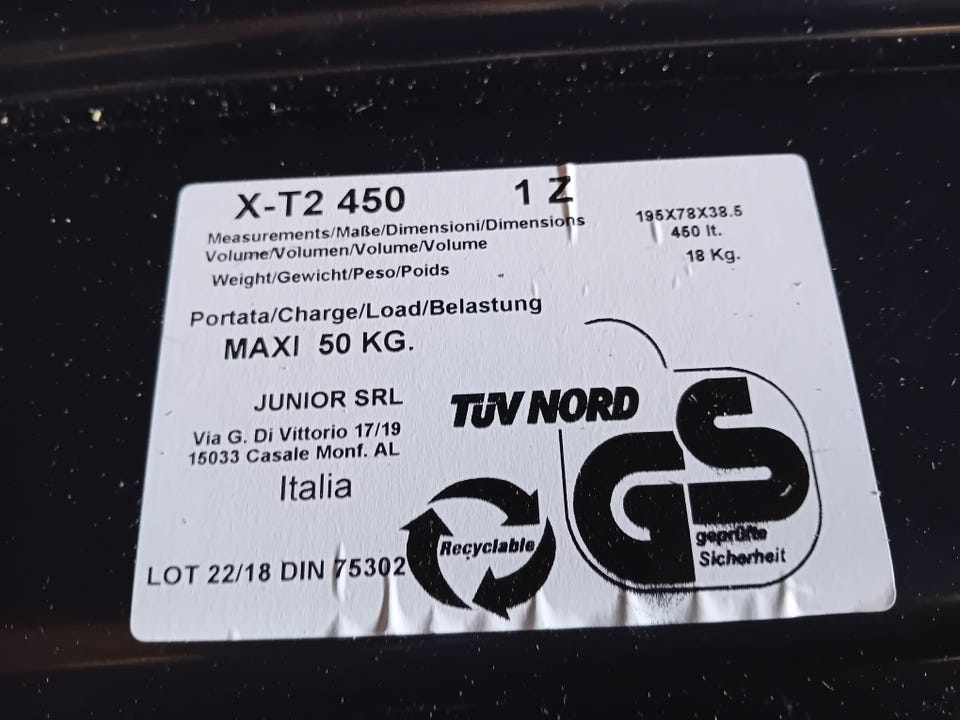 X-T2 450 1 Z
Measurements/Maße/Dimensioni/Dimensions 195X78X38.5
Volume/Volumen/Volume/Volume 450 lt.
Weight/Gewicht/Peso/Poids 18 Kg.
Portata/Charge/Load/Belastung
MAXI 50 KG.
JUNIOR SRL
Via G. Di Vittorio 17/19
15033 Casale Monf. AL
Italia
TÜV NORD
GS
geprüfte
Sicherheit
Recyclable
LOT 22/18 DIN 75302